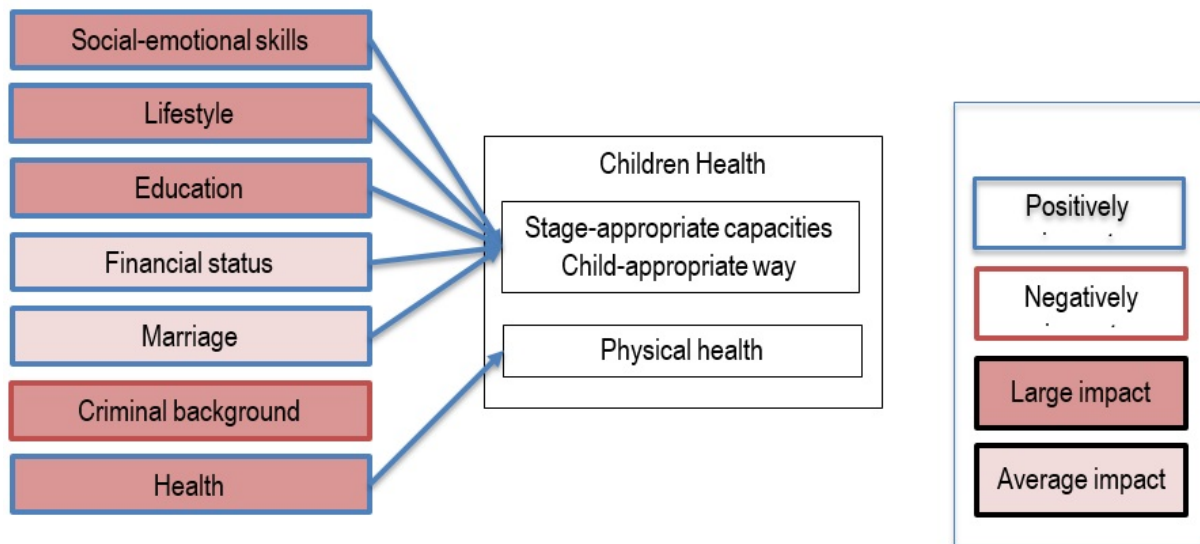 Social-emotional skills
Lifestyle
Education
Financial status
Marriage
Criminal background
Health
Children Health
Stage-appropriate capacities
Child-appropriate way
Physical health
Positively
Negatively
Large impact
Average impact